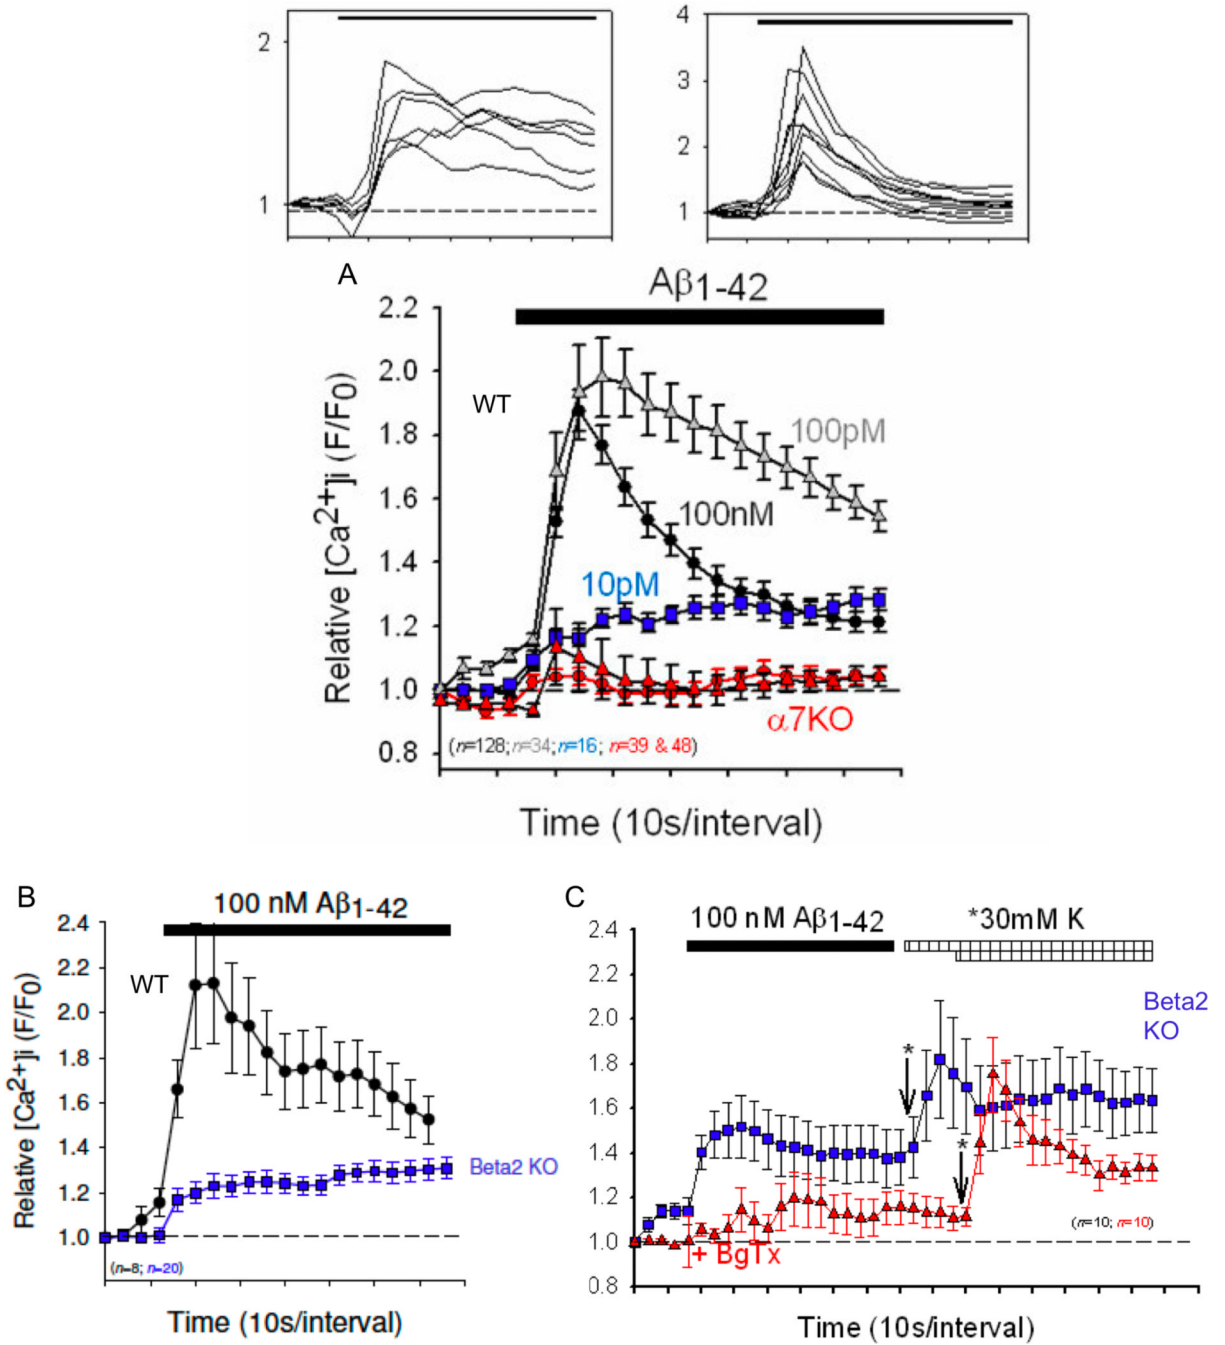 2
1
4
3
2
1
A
Aβ1-42
2.2
2.0
1.8
1.6
1.4
1.2
1.0
0.8
Relative [Ca2+]i (F/F0)
WT
100pM
100nM
10pM
α7KO
(n=128; n=34; n=16; n=39 & 48)
Time (10s/interval)
B
100 nM Aβ1-42
2.4
2.2
2.0
1.8
1.6
1.4
1.2
1.0
Relative [Ca2+]i (F/F0)
WT
Beta2 KO
(n=8; n=20)
Time (10s/interval)
C
100 nM Aβ1-42
*30mM K
2.4
2.2
2.0
1.8
1.6
1.4
1.2
1.0
0.8
Beta2
KO
*
*
+ BgTx
(n=10; n=10)
Time (10s/interval)